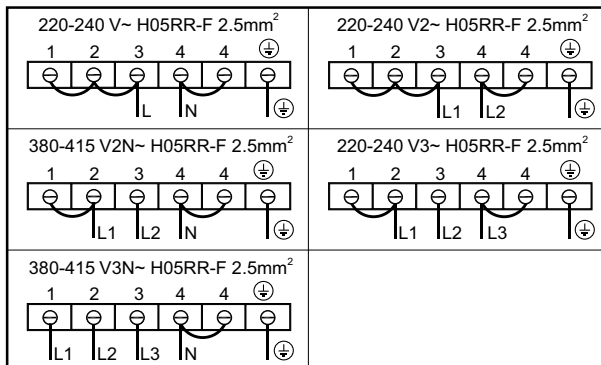 220-240 V~ H05RR-F 2.5mm²
1 2 3 4 4
L N
220-240 V2~ H05RR-F 2.5mm²
1 2 3 4 4
L1 L2
380-415 V2N~ H05RR-F 2.5mm²
1 2 3 4 4
L1 L2 N
220-240 V3~ H05RR-F 2.5mm²
1 2 3 4 4
L1 L2 L3
380-415 V3N~ H05RR-F 2.5mm²
1 2 3 4 4
L1 L2 L3 N